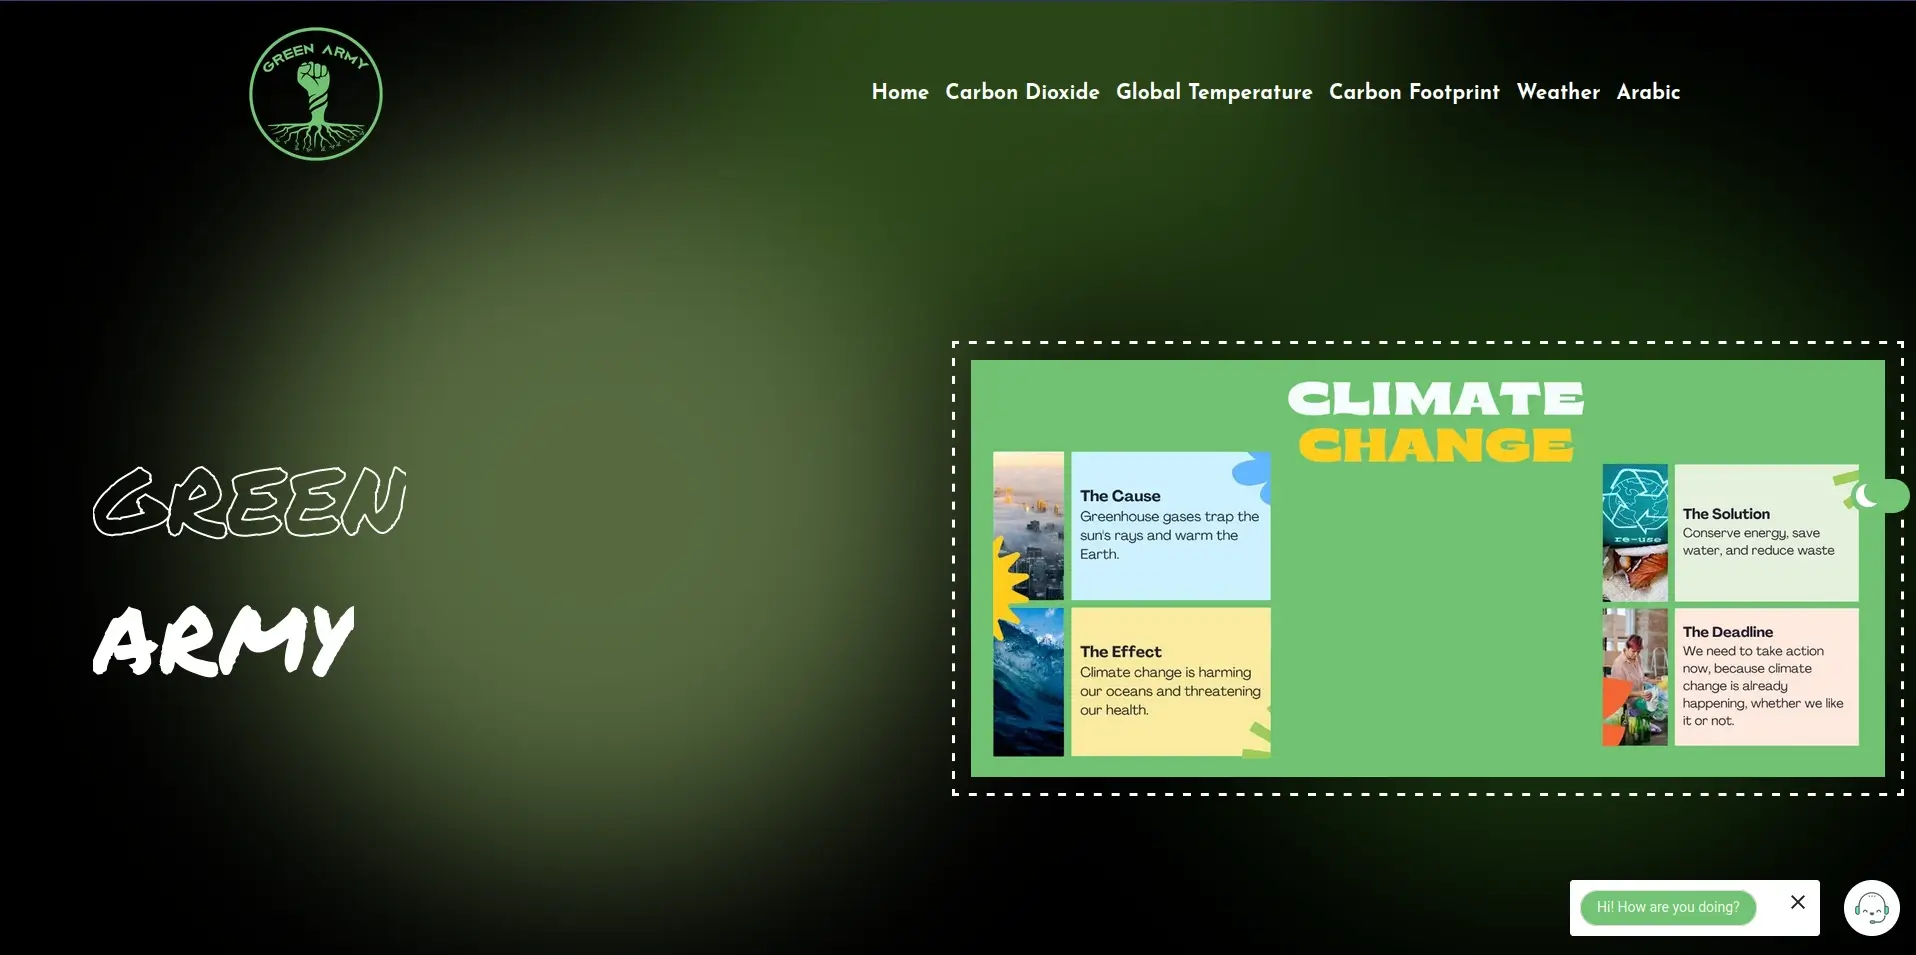 GREEN ARMY
Home Carbon Dioxide Global Temperature Carbon Footprint Weather Arabic
GREEN
ARMY
CLIMATE
CHANGE
The Cause
Greenhouse gases trap the
sun's rays and warm the
Earth.
The Effect
Climate change is harming
our oceans and threatening
our health.
re-use
The Solution
Conserve energy, save
water, and reduce waste
The Deadline
We need to take action
now, because climate
change is already
happening, whether we like
it or not.
Hi! How are you doing?